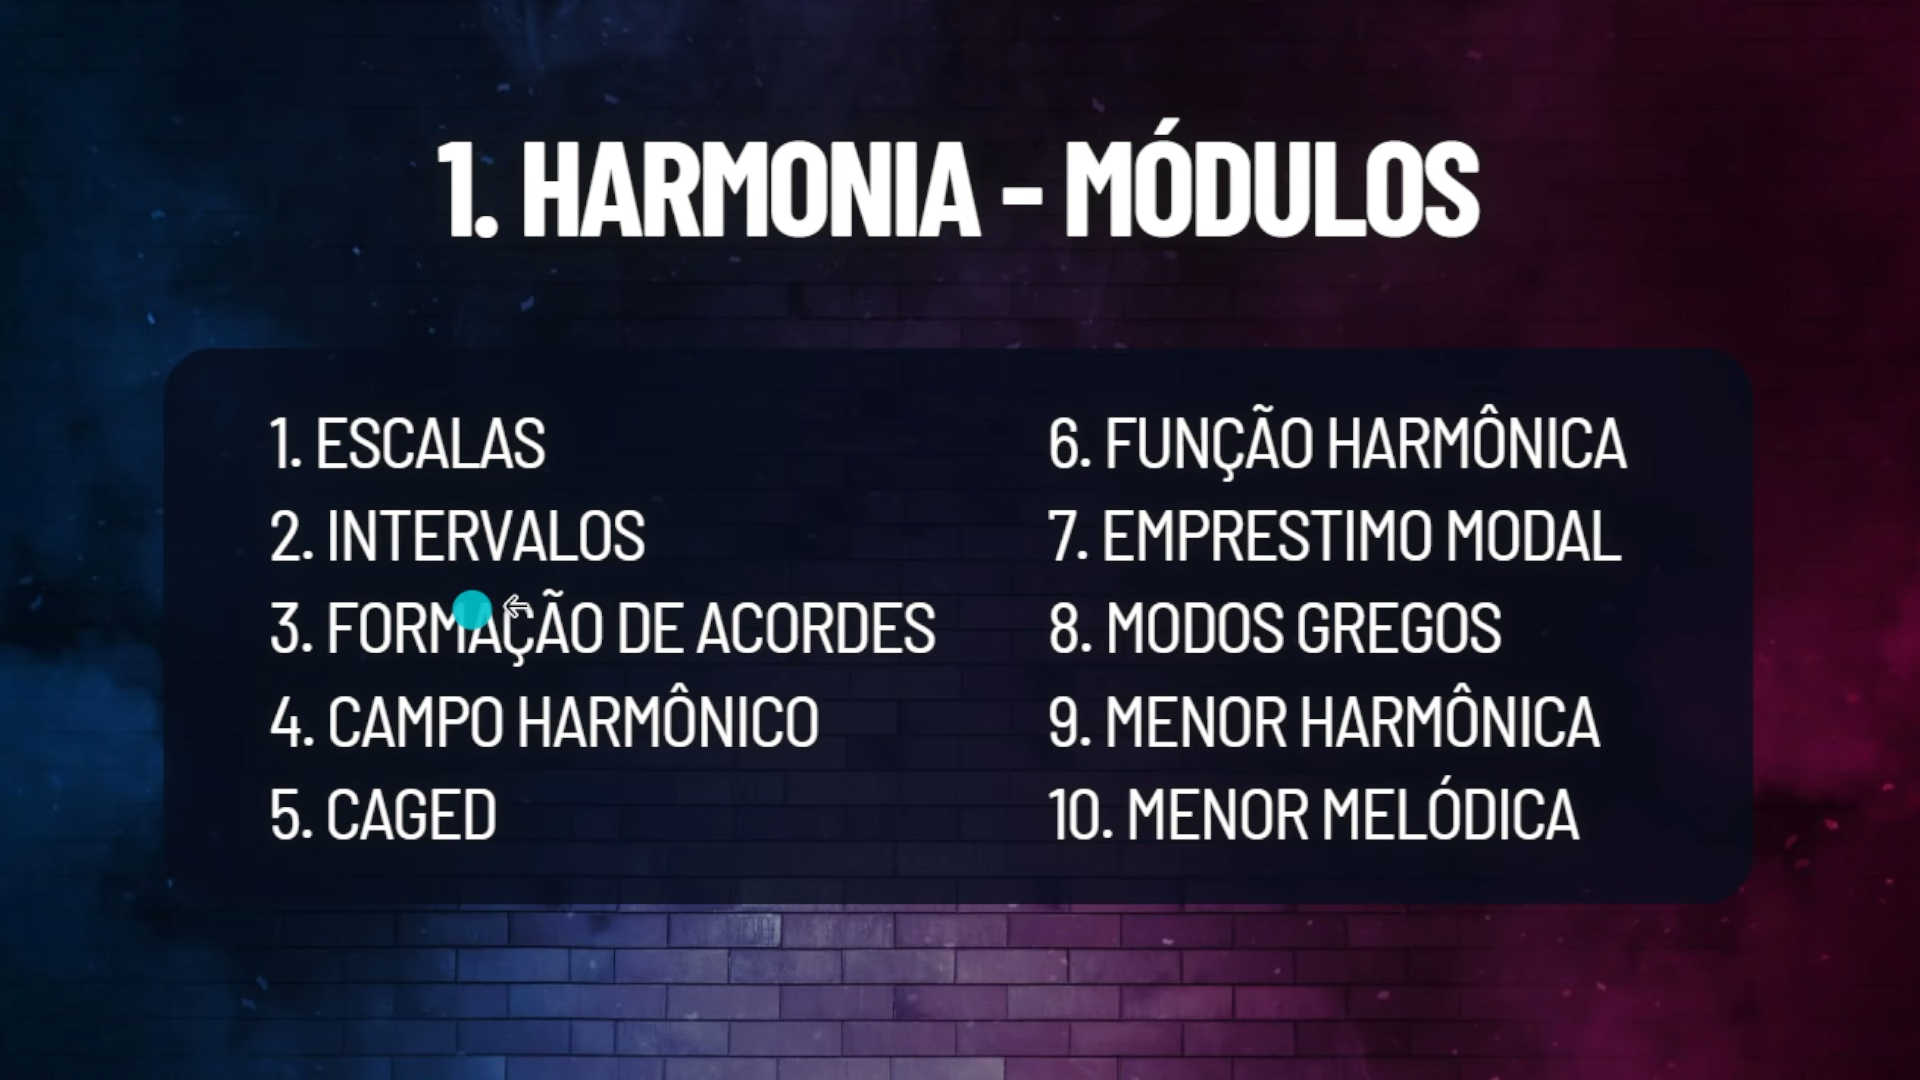 1. HARMONIA - MÓDULOS
1. ESCALAS
2. INTERVALOS
3. FORMAÇÃO DE ACORDES
4. CAMPO HARMÔNICO
5. CAGED
6. FUNÇÃO HARMÔNICA
7. EMPRESTIMO MODAL
8. MODOS GREGOS
9. MENOR HARMÔNICA
10. MENOR MELÓDICA